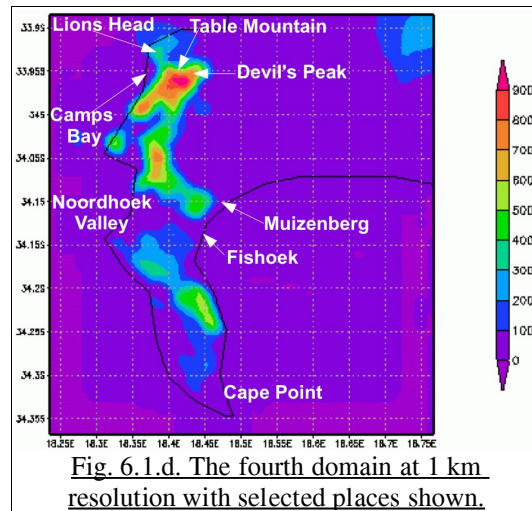 33.9S
Lions Head
Table Mountain
33.95S
Devil's Peak
34S
Camps
Bay
34.05S
34.1S
Noordhoek
Valley
Muizenberg
34.15S
Fishoek
34.2S
34.25S
34.3S
Cape Point
34.35S
18.25E 18.3E 18.35E 18.4E 18.45E 18.5E 18.55E 18.6E 18.65E 18.7E 18.75E
900
800
700
600
500
400
300
200
100
0
Fig. 6.1.d. The fourth domain at 1 km
resolution with selected places shown.